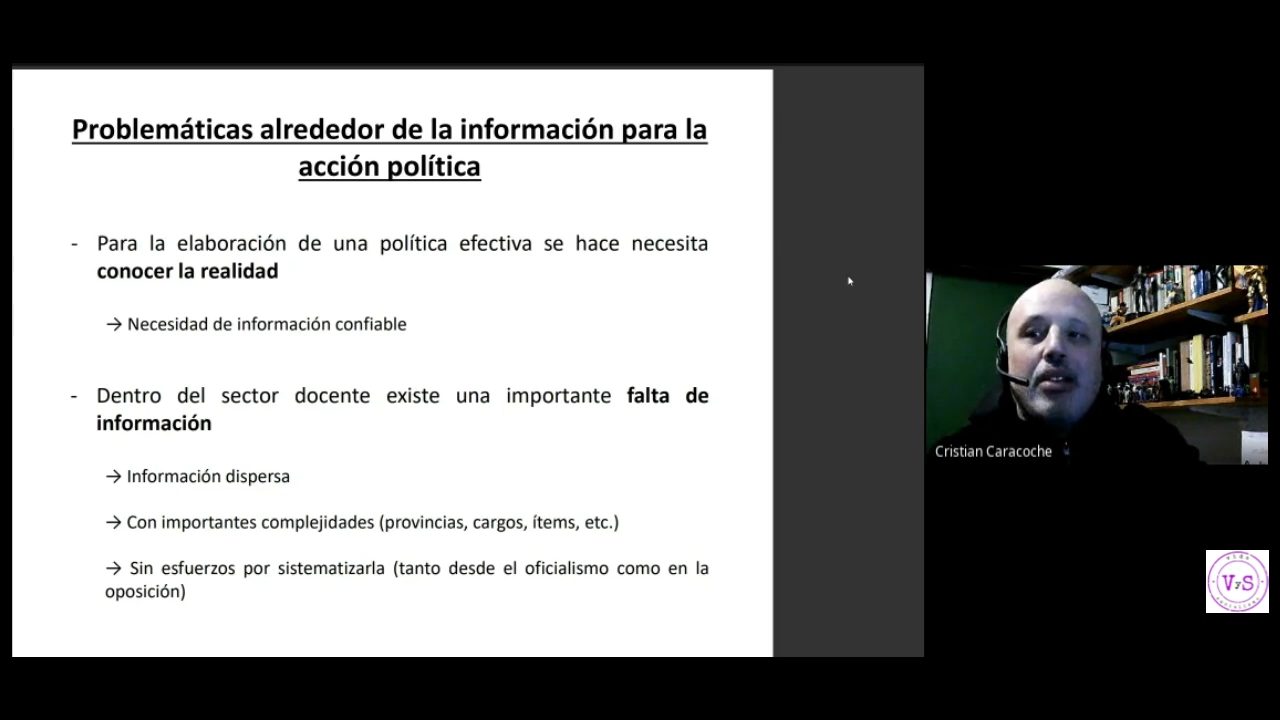 Problemáticas alrededor de la información para la
acción política
- Para la elaboración de una política efectiva se hace necesita
conocer la realidad
→ Necesidad de información confiable
- Dentro del sector docente existe una importante falta de
información
→ Información dispersa
→ Con importantes complejidades (provincias, cargos, ítems, etc.)
→ Sin esfuerzos por sistematizarla (tanto desde el oficialismo como en la
oposición)
Cristian Caracoche
VyS